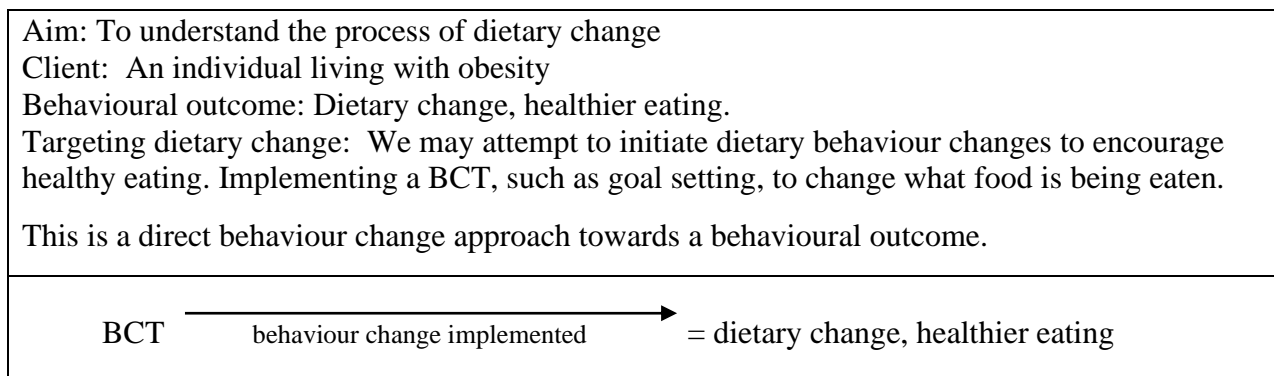 Aim: To understand the process of dietary change
Client:  An individual living with obesity
Behavioural outcome: Dietary change, healthier eating.
Targeting dietary change:  We may attempt to initiate dietary behaviour changes to encourage
healthy eating. Implementing a BCT, such as goal setting, to change what food is being eaten.
This is a direct behaviour change approach towards a behavioural outcome.
BCT behaviour change implemented = dietary change, healthier eating